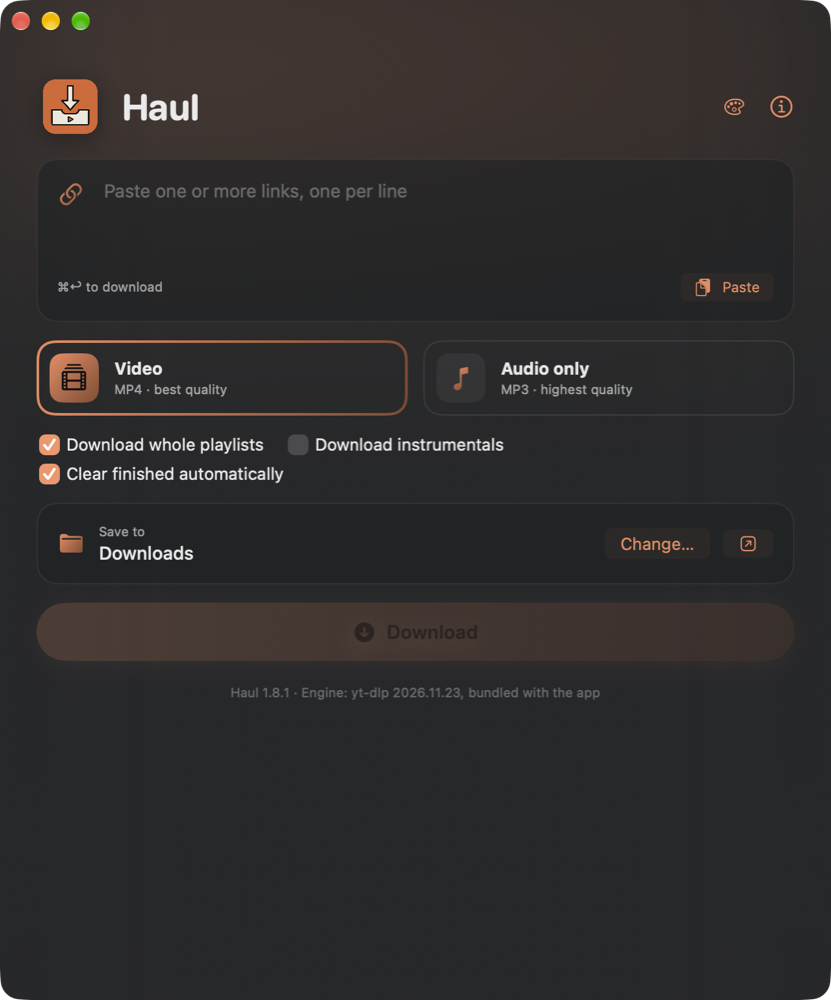 Haul
Paste one or more links, one per line
⌘↩ to download
Paste
Video
MP4 · best quality
Audio only
MP3 · highest quality
Download whole playlists
Download instrumentals
Clear finished automatically
Save to
Downloads
Change...
Download
Haul 1.8.1 · Engine: yt-dlp 2026.11.23, bundled with the app